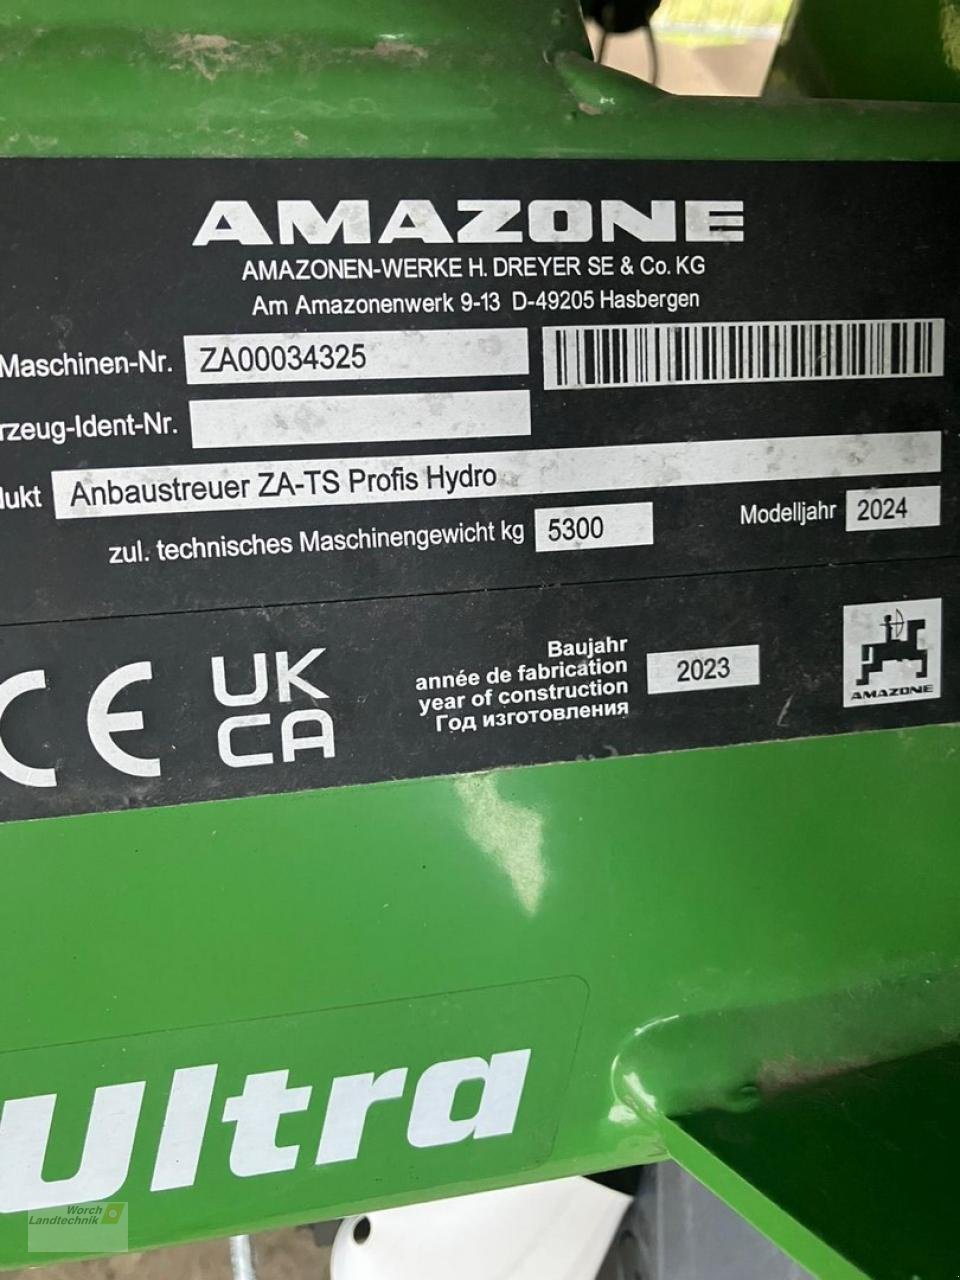 AMAZONE
AMAZONEN-WERKE H. DREYER SE & Co. KG
Am Amazonenwerk 9-13 D-49205 Hasbergen
Maschinen-Nr. ZA00034325
rzeug-Ident-Nr.
dukt Anbaustreuer ZA-TS Profis Hydro
zul. technisches Maschinengewicht kg 5300 Modelljahr 2024
CE UK
CA
Baujahr
année de fabrication
year of construction
Год изготовления
2023
AMAZONE
Ultra
Worch
Landtechnik